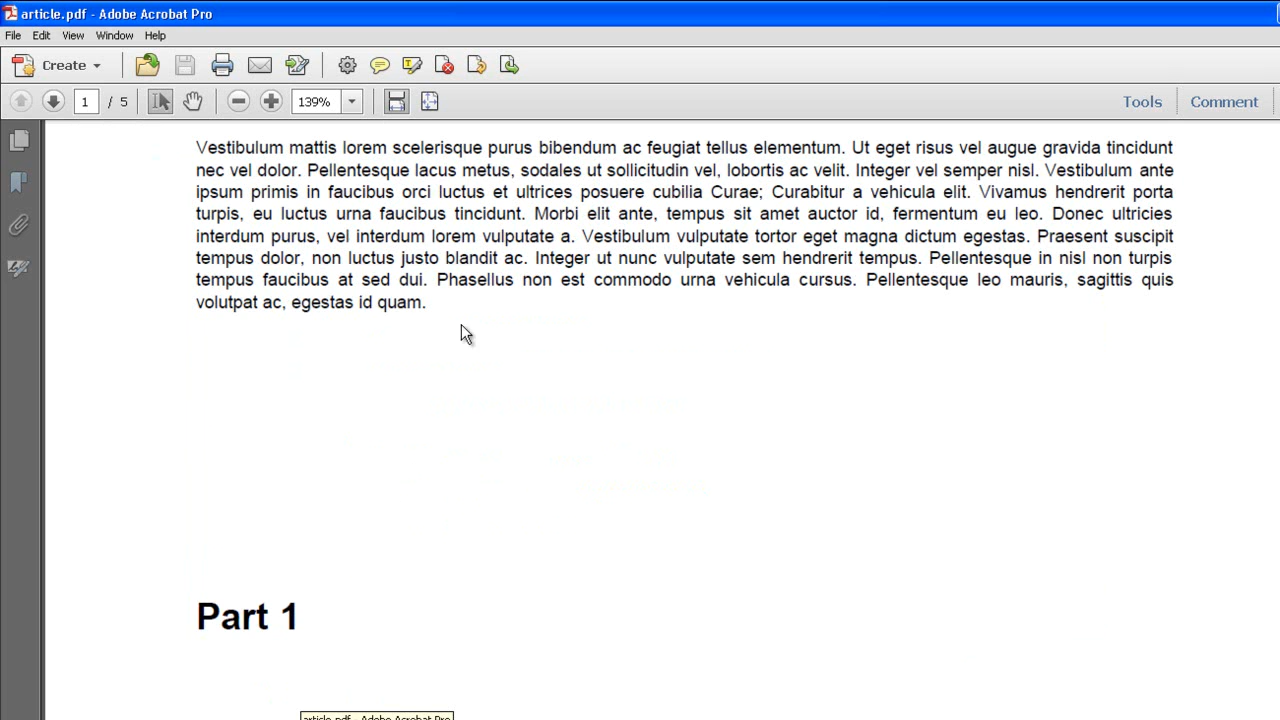 article.pdf - Adobe Acrobat Pro
File Edit View Window Help
Create
1 / 5 139% Tools Comment
Vestibulum mattis lorem scelerisque purus bibendum ac feugiat tellus elementum. Ut eget risus vel augue gravida tincidunt
nec vel dolor. Pellentesque lacus metus, sodales ut sollicitudin vel, lobortis ac velit. Integer vel semper nisl. Vestibulum ante
ipsum primis in faucibus orci luctus et ultrices posuere cubilia Curae; Curabitur a vehicula elit. Vivamus hendrerit porta
turpis, eu luctus urna faucibus tincidunt. Morbi elit ante, tempus sit amet auctor id, fermentum eu leo. Donec ultricies
interdum purus, vel interdum lorem vulputate a. Vestibulum vulputate tortor eget magna dictum egestas. Praesent suscipit
tempus dolor, non luctus justo blandit ac. Integer ut nunc vulputate sem hendrerit tempus. Pellentesque in nisl non turpis
tempus faucibus at sed dui. Phasellus non est commodo urna vehicula cursus. Pellentesque leo mauris, sagittis quis
volutpat ac, egestas id quam.
Part 1
article.pdf - Adobe Acrobat Pro